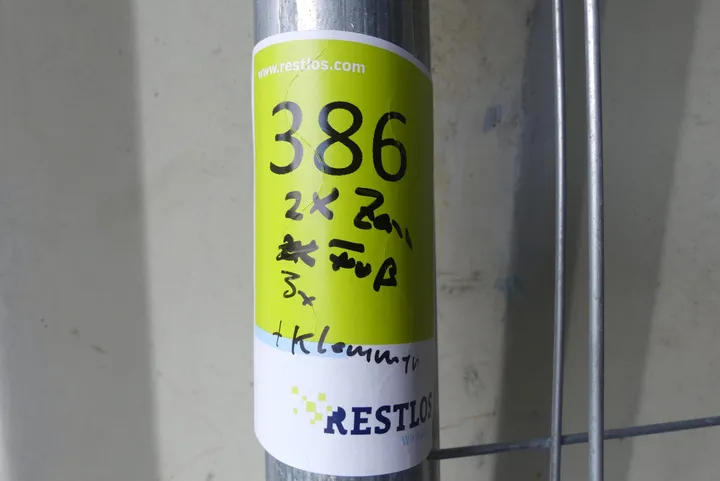 www.restlos.com
386
2x Zaun
Fuß
3x
+ Klammern
RESTLOS